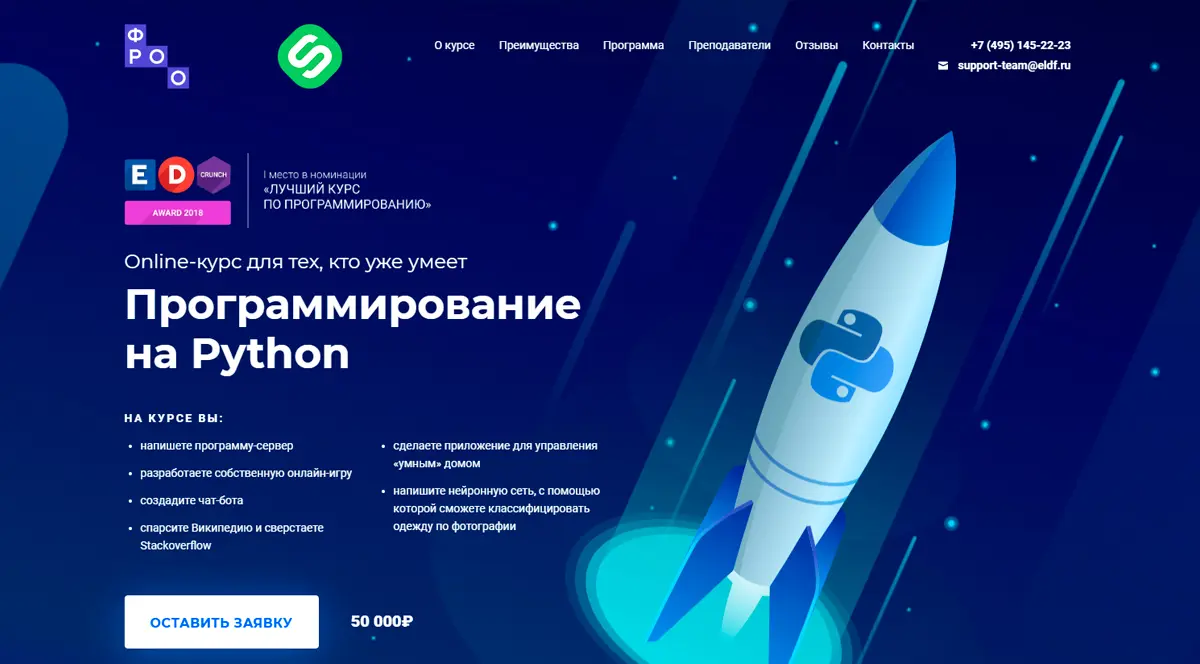 Ф
РО
О
О курсе Преимущества Программа Преподаватели Отзывы Контакты
+7 (495) 145-22-23
support-team@eldf.ru
E D CRUNCH
AWARD 2018
I место в номинации
«ЛУЧШИЙ КУРС
ПО ПРОГРАММИРОВАНИЮ»
Online-курс для тех, кто уже умеет
Программирование
на Python
НА КУРСЕ ВЫ:
• напишете программу-сервер
• разработаете собственную онлайн-игру
• создадите чат-бота
• спарсите Википедию и сверстаете
Stackoverflow
• сделаете приложение для управления
«умным» домом
• напишите нейронную сеть, с помощью
которой сможете классифицировать
одежду по фотографии
ОСТАВИТЬ ЗАЯВКУ
50 000₽